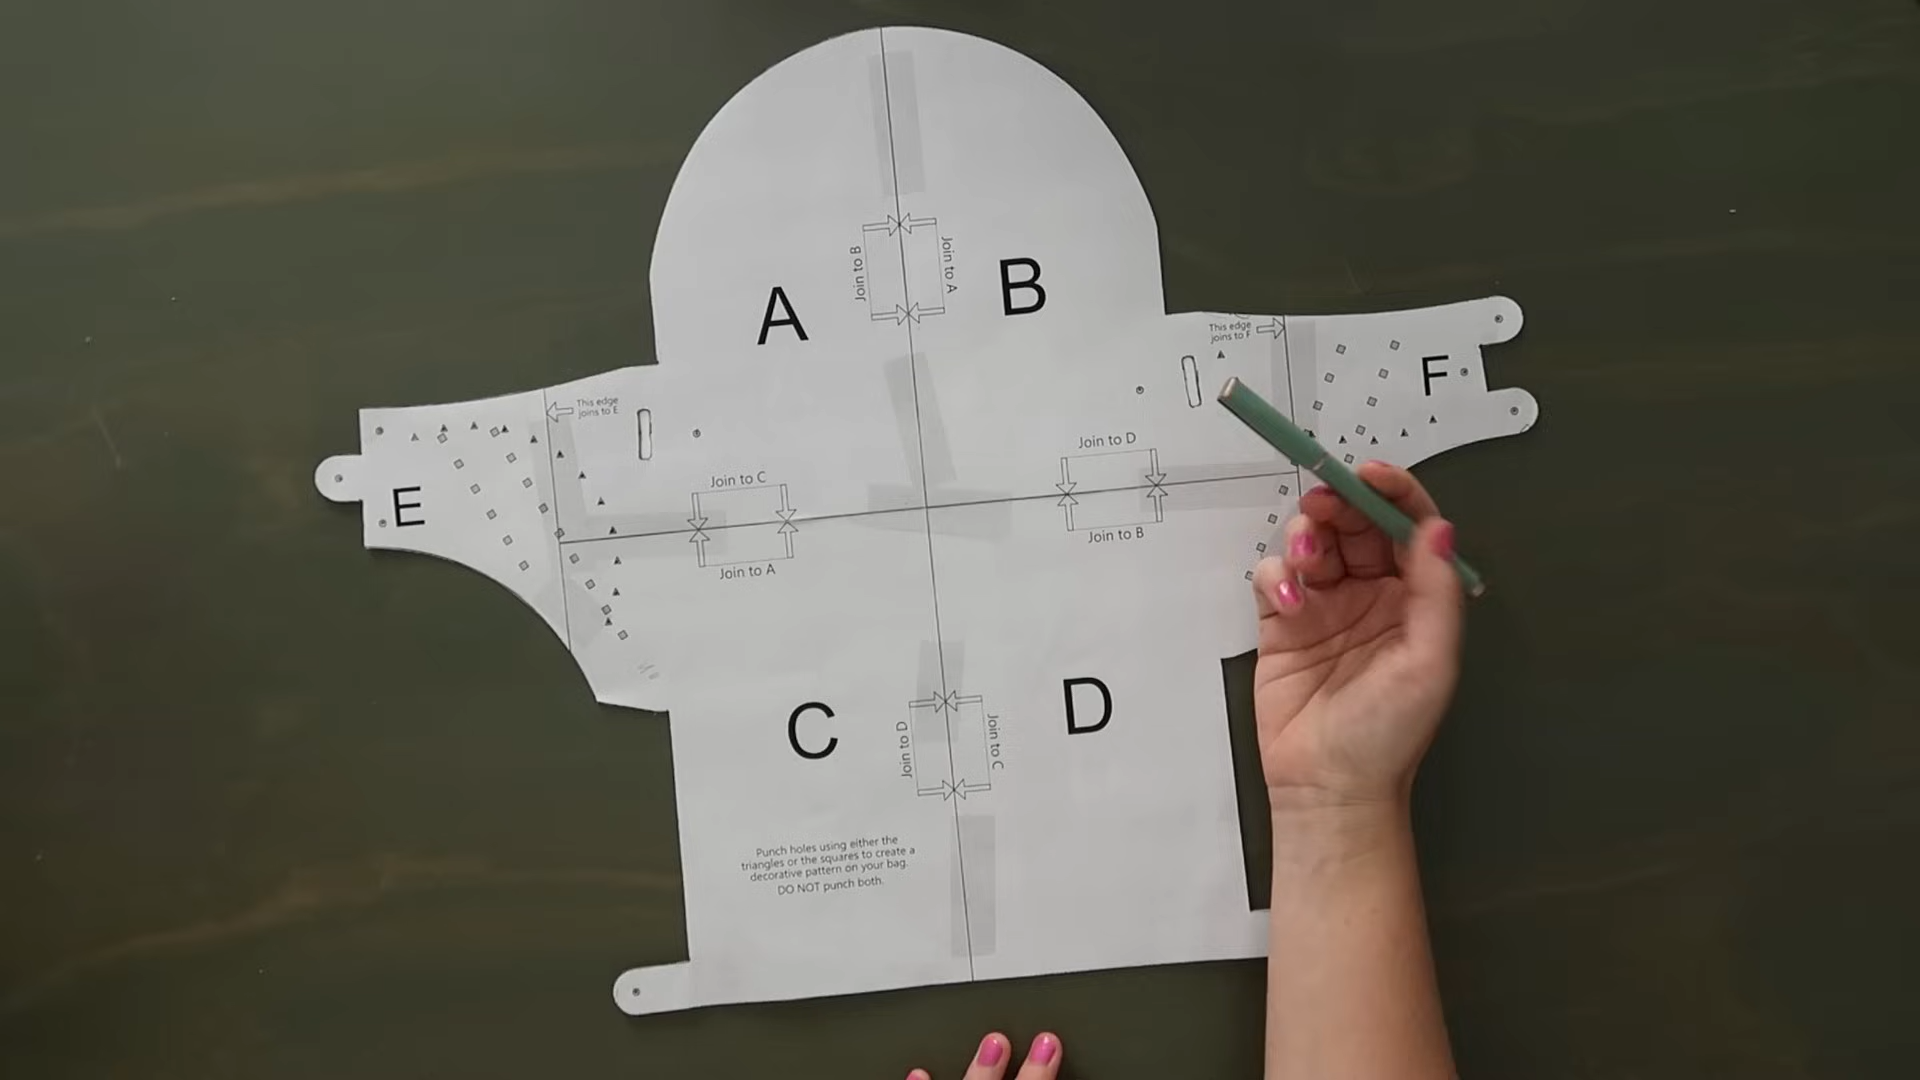 A
B
Join to B
Join to A
This edge
joins to F
F
This edge
joins to E
E
Join to C
Join to A
Join to D
Join to B
C
D
Join to D
Join to C
Punch holes using either the
triangles or the squares to create a
decorative pattern on your bag.
DO NOT punch both.